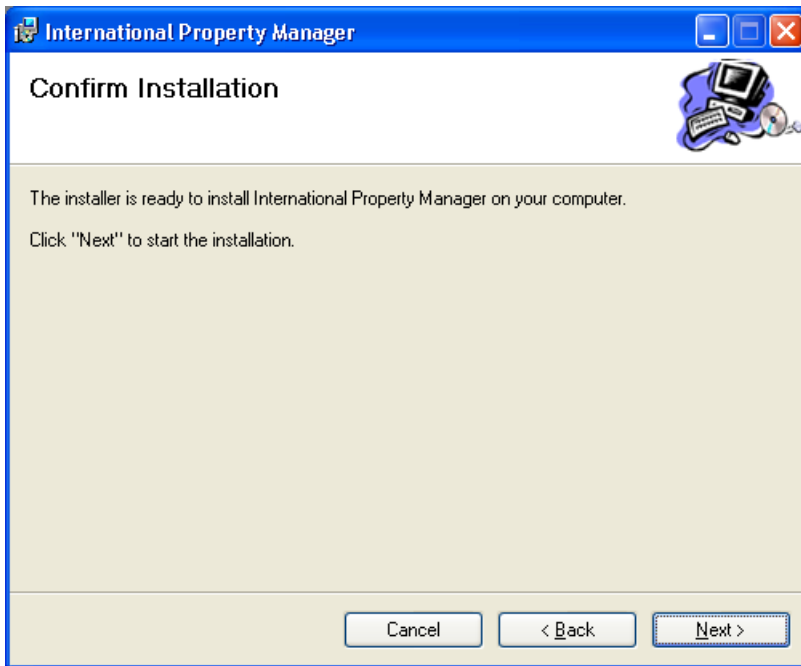 International Property Manager
Confirm Installation
The installer is ready to install International Property Manager on your computer.
Click "Next" to start the installation.
Cancel
< Back
Next >